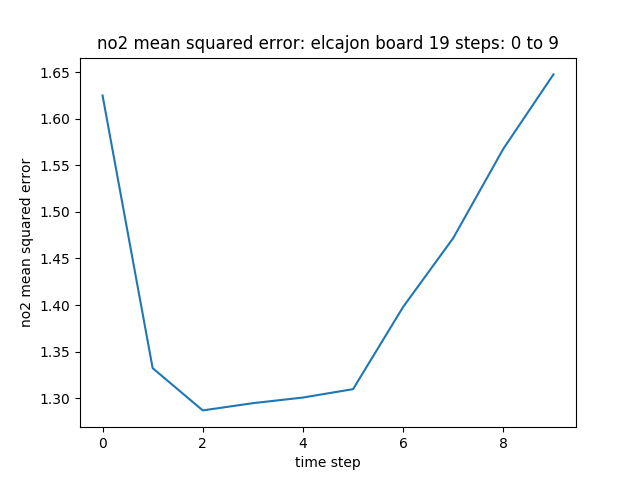 no2 mean squared error: elcajon board 19 steps: 0 to 9
1.65
1.60
1.55
1.50
1.45
1.40
1.35
1.30
no2 mean squared error
0 2 4 6 8
time step